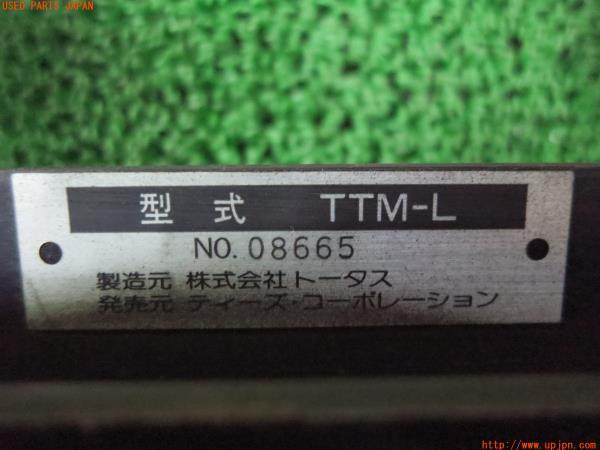 USED PARTS JAPAN
型式 TTM-L
NO. 08665
製造元 株式会社トータス
発売元 ティーズ・コーポレーション
http://www.upjpn.com